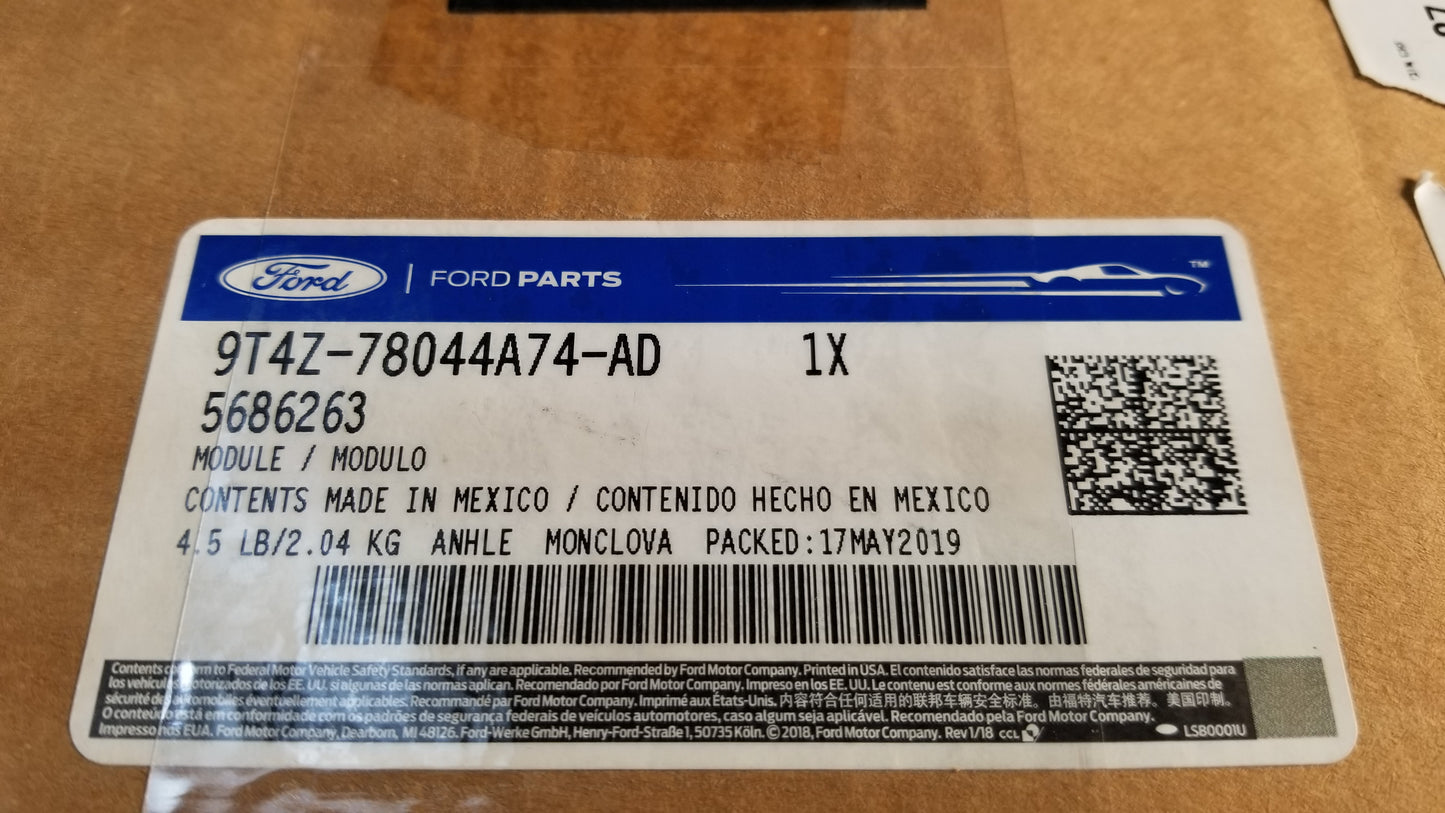 Ford | FORD PARTS ™
9T4Z-78044A74-AD 1X
5686263
MODULE / MODULO
CONTENTS MADE IN MEXICO / CONTENIDO HECHO EN MEXICO
4.5 LB/2.04 KG ANHLE MONCLOVA PACKED:17MAY2019
Contents conform to Federal Motor Vehicle Safety Standards, if any are applicable. Recommended by Ford Motor Company. Printed in USA. El contenido satisface las normas federales de seguridad para
los vehículos motorizados de los EE. UU. si algunas de las normas aplican. Recomendado por Ford Motor Company. Impreso en los EE. UU. Le contenu est conforme aux normes fédérales américaines de
sécurité des automobiles éventuellement applicables. Recommandé par Ford Motor Company. Imprimé aux États-Unis. 内容符合任何适用的联邦车辆安全标准。由福特汽车推荐。美国印制。
O conteúdo está em conformidade com os padrões de segurança federais de veículos automotores, caso algum seja aplicável. Recomendado pela Ford Motor Company.
Impresso nos EUA. Ford Motor Company, Dearborn, MI 48126. Ford-Werke GmbH, Henry-Ford-Straße 1, 50735 Köln. © 2018, Ford Motor Company. Rev 1/18 CCL LSB0001U